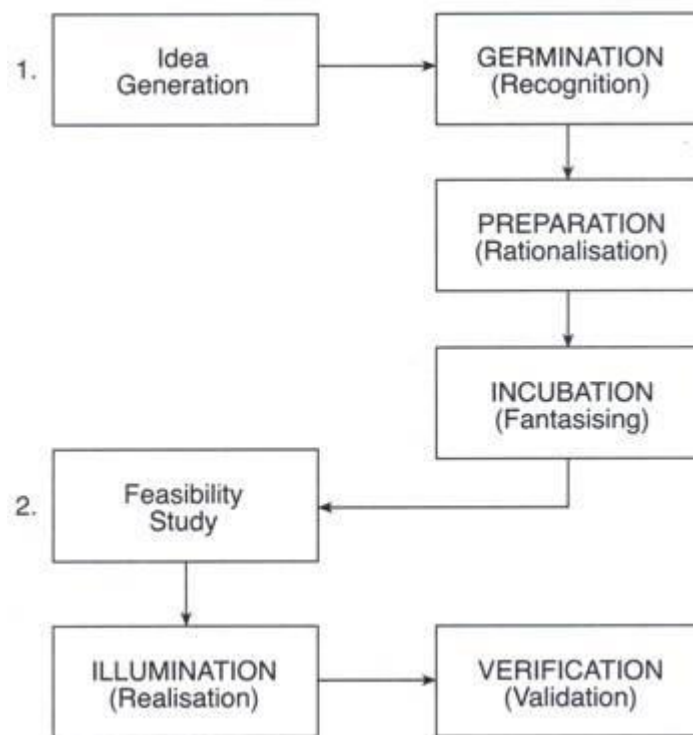 1.
Idea
Generation
GERMINATION
(Recognition)
PREPARATION
(Rationalisation)
INCUBATION
(Fantasising)
2.
Feasibility
Study
ILLUMINATION
(Realisation)
VERIFICATION
(Validation)